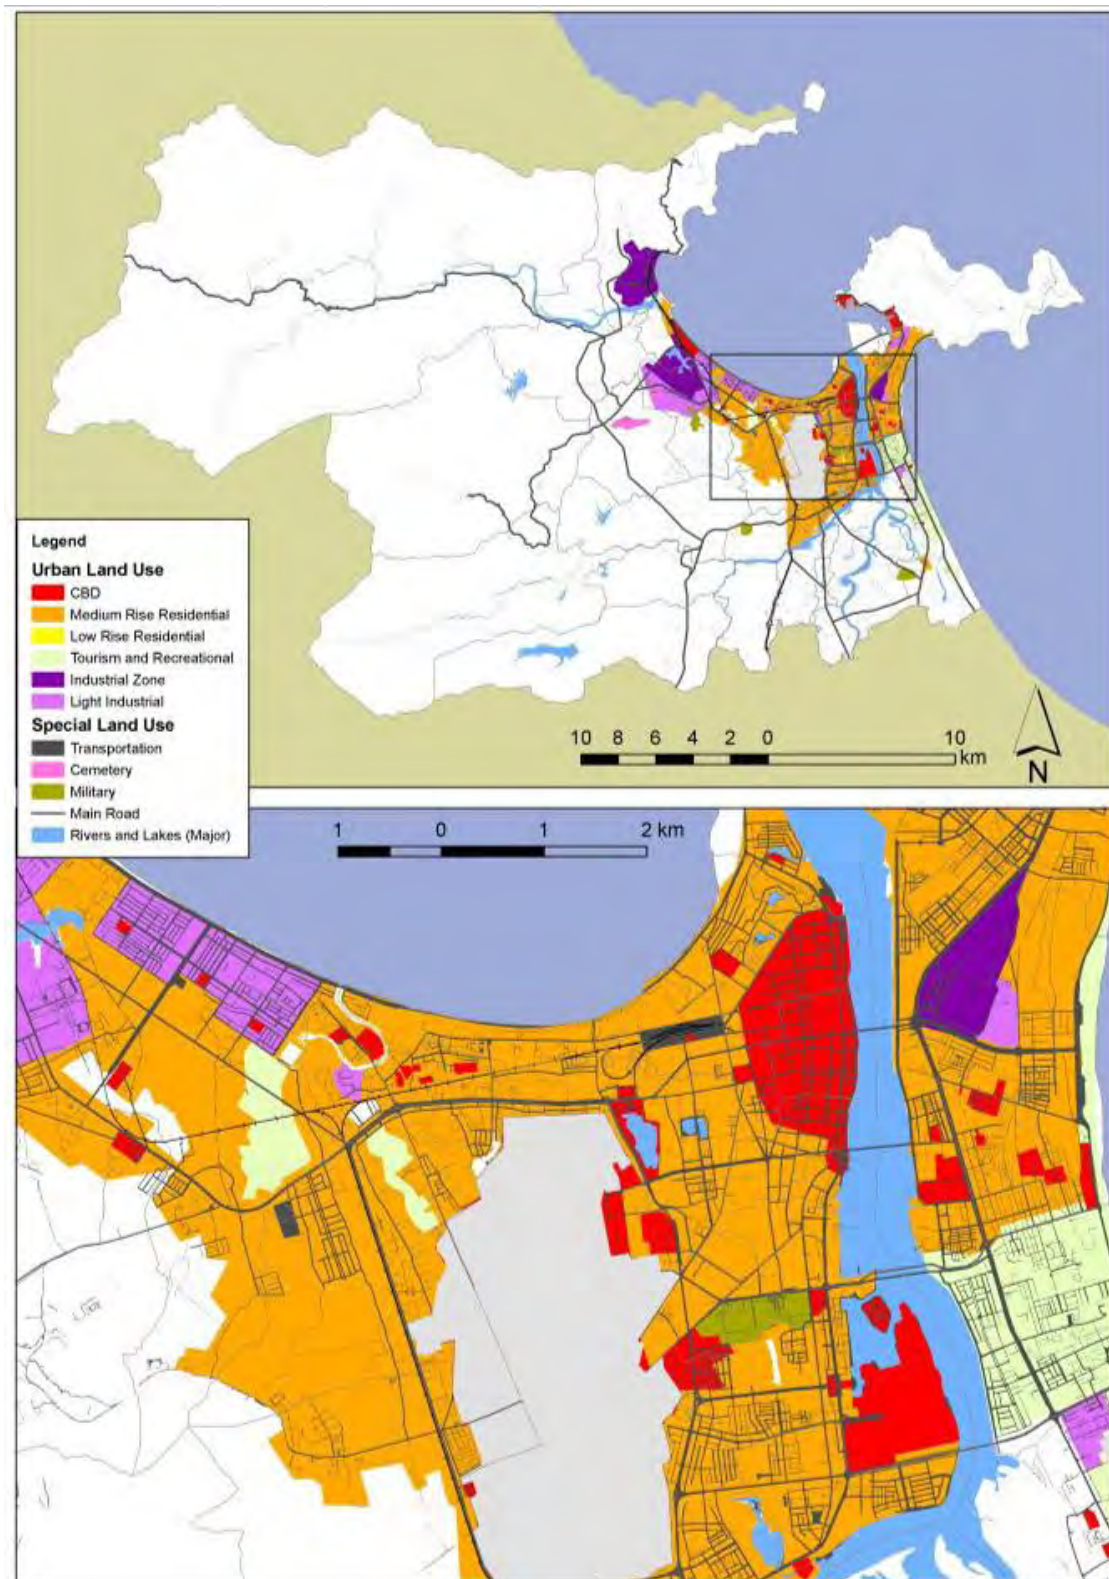 Legend
Urban Land Use
CBD
Medium Rise Residential
Low Rise Residential
Tourism and Recreational
Industrial Zone
Light Industrial
Special Land Use
Transportation
Cemetery
Military
Main Road
Rivers and Lakes (Major)
10 8 6 4 2 0 10
km
N
1 0 1 2 km